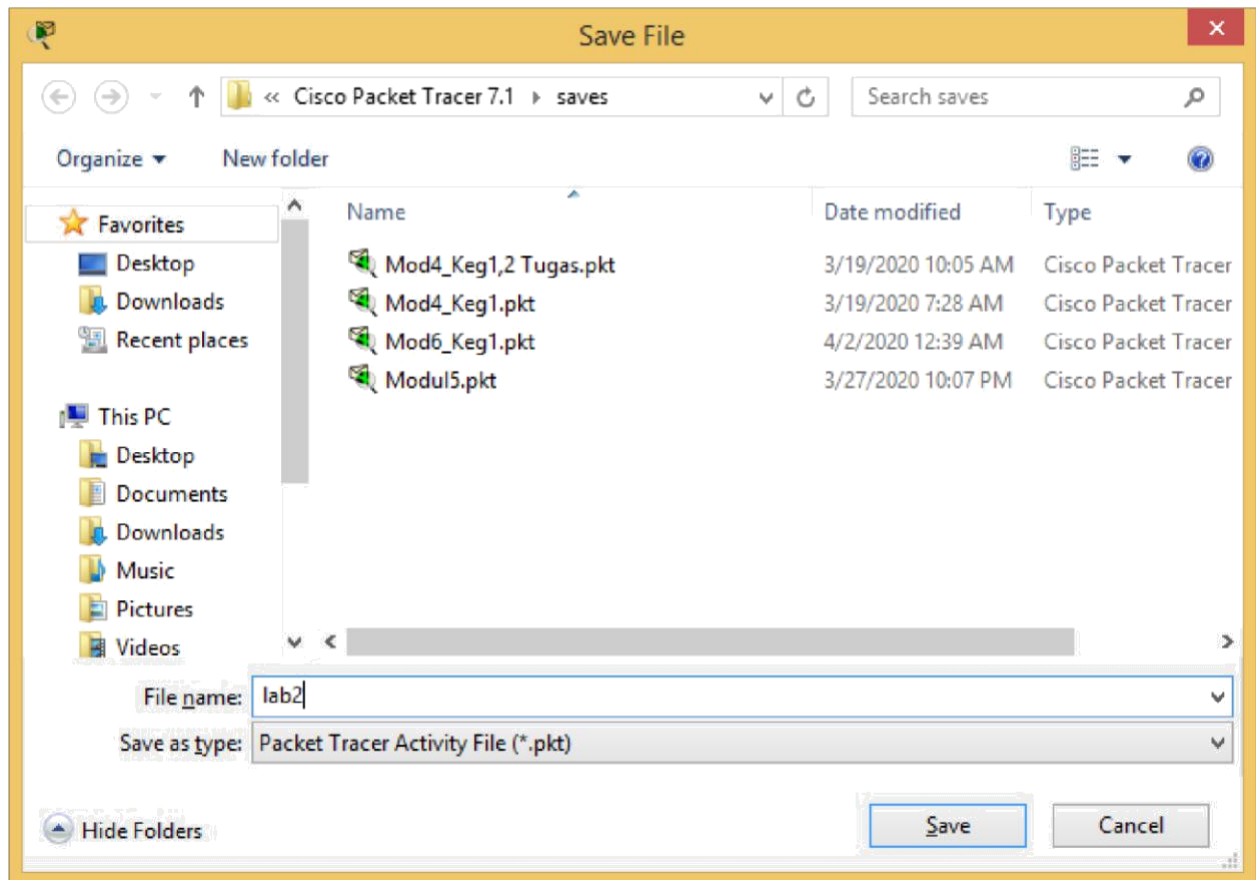 Save File
« Cisco Packet Tracer 7.1 saves
Search saves
Organize New folder
Name Date modified Type
Favorites
Desktop
Downloads
Recent places
This PC
Desktop
Documents
Downloads
Music
Pictures
Videos
Mod4_Keg1,2 Tugas.pkt 3/19/2020 10:05 AM Cisco Packet Tracer
Mod4_Keg1.pkt 3/19/2020 7:28 AM Cisco Packet Tracer
Mod6_Keg1.pkt 4/2/2020 12:39 AM Cisco Packet Tracer
Modul5.pkt 3/27/2020 10:07 PM Cisco Packet Tracer
File name: lab2
Save as type: Packet Tracer Activity File (*.pkt)
Hide Folders
Save
Cancel